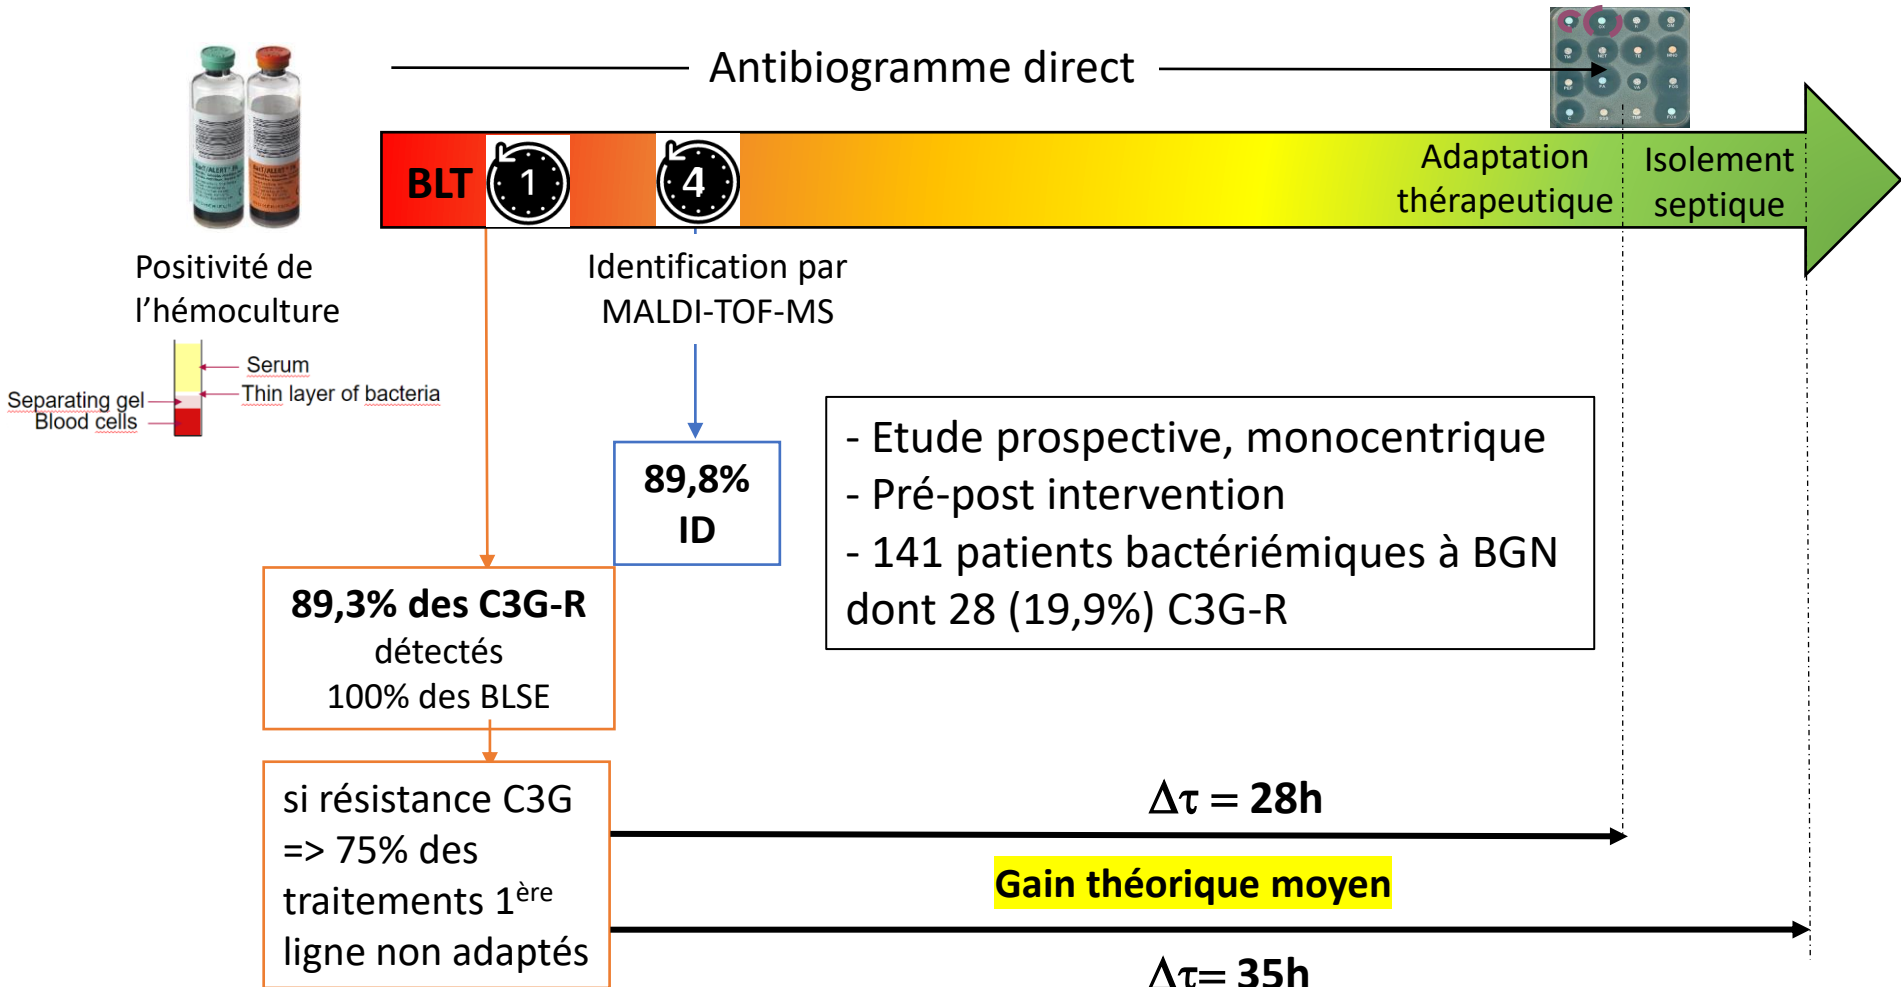 Antibiogramme direct
BLT
1
4
Adaptation
thérapeutique
Isolement
septique
Positivité de
l’hémoculture
Identification par
MALDI-TOF-MS
Serum
Thin layer of bacteria
Separating gel
Blood cells
89,8%
ID
- Etude prospective, monocentrique
- Pré-post intervention
- 141 patients bactériémiques à BGN
dont 28 (19,9%) C3G-R
89,3% des C3G-R
détectés
100% des BLSE
si résistance C3G
=> 75% des
traitements 1ère
ligne non adaptés
Δτ = 28h
Gain théorique moyen
Δτ= 35h